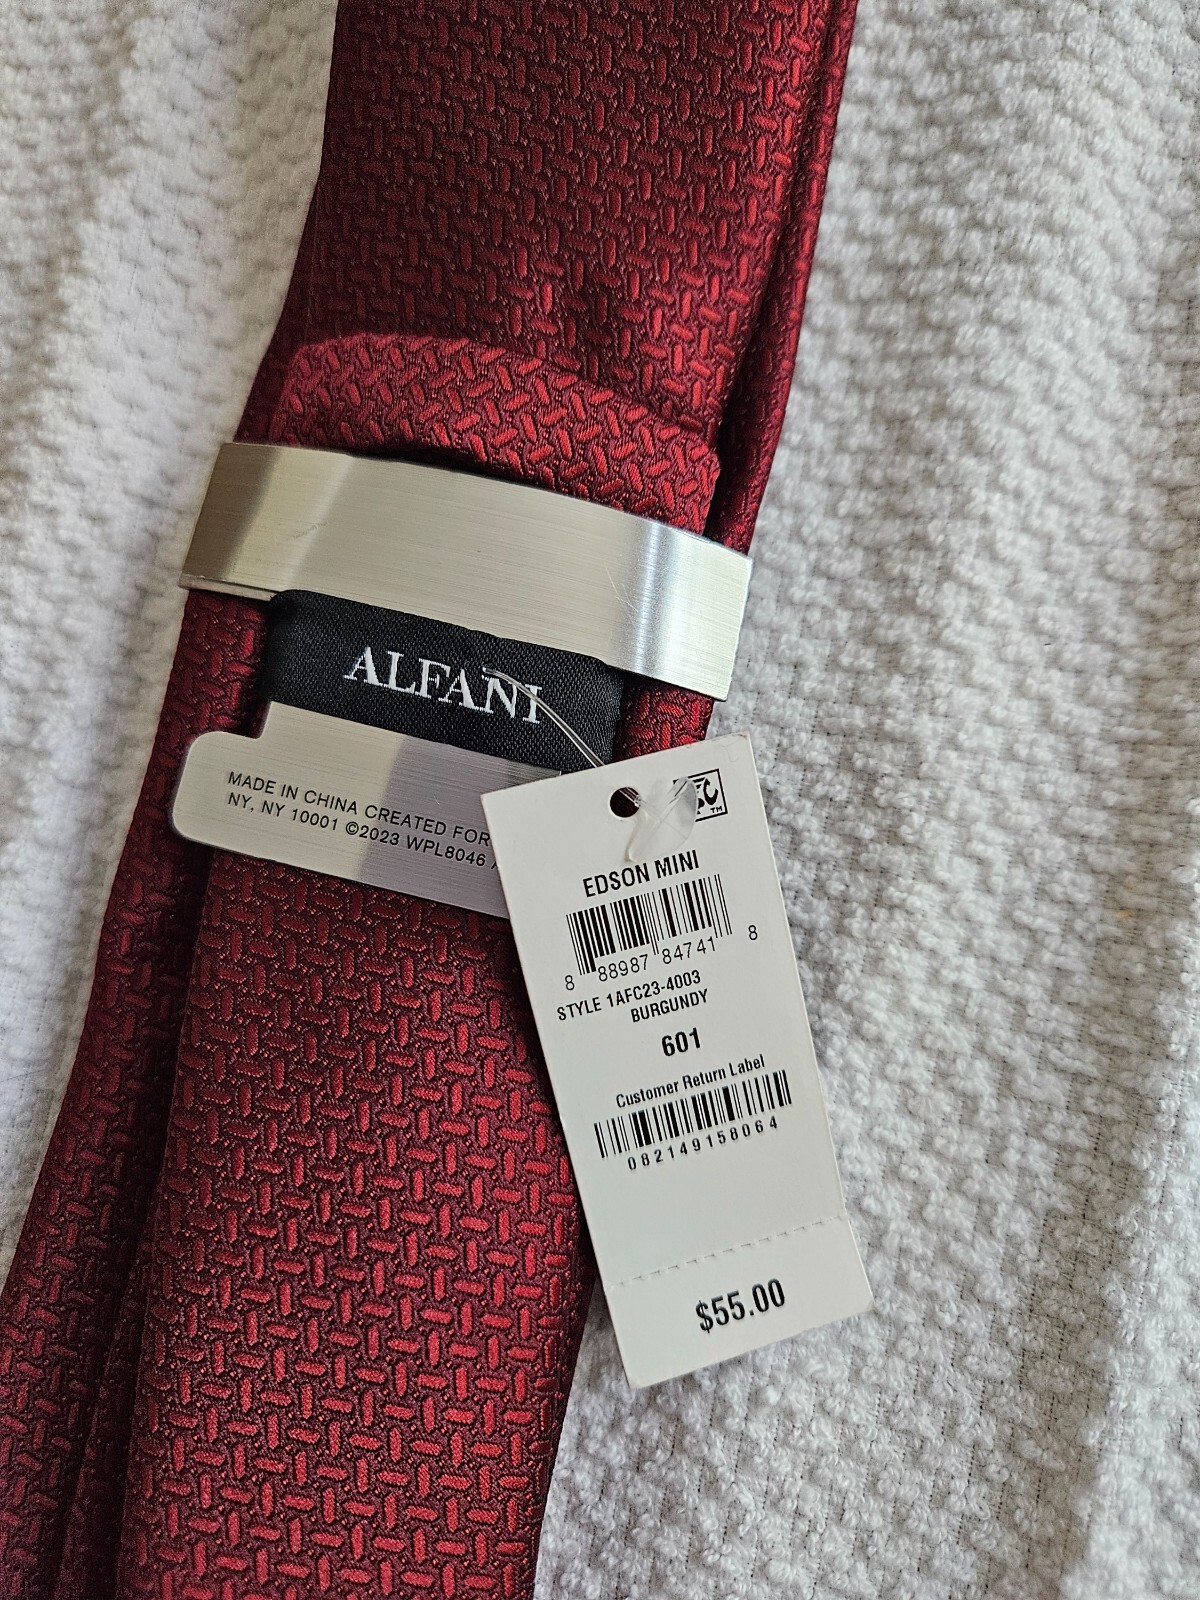 ALFANI
MADE IN CHINA CREATED FOR
NY, NY 10001 ©2023 WPL8046
TM
EDSON MINI
8 88987 84741 8
STYLE 1AFC23-4003
BURGUNDY
601
Customer Return Label
082149158064
$55.00